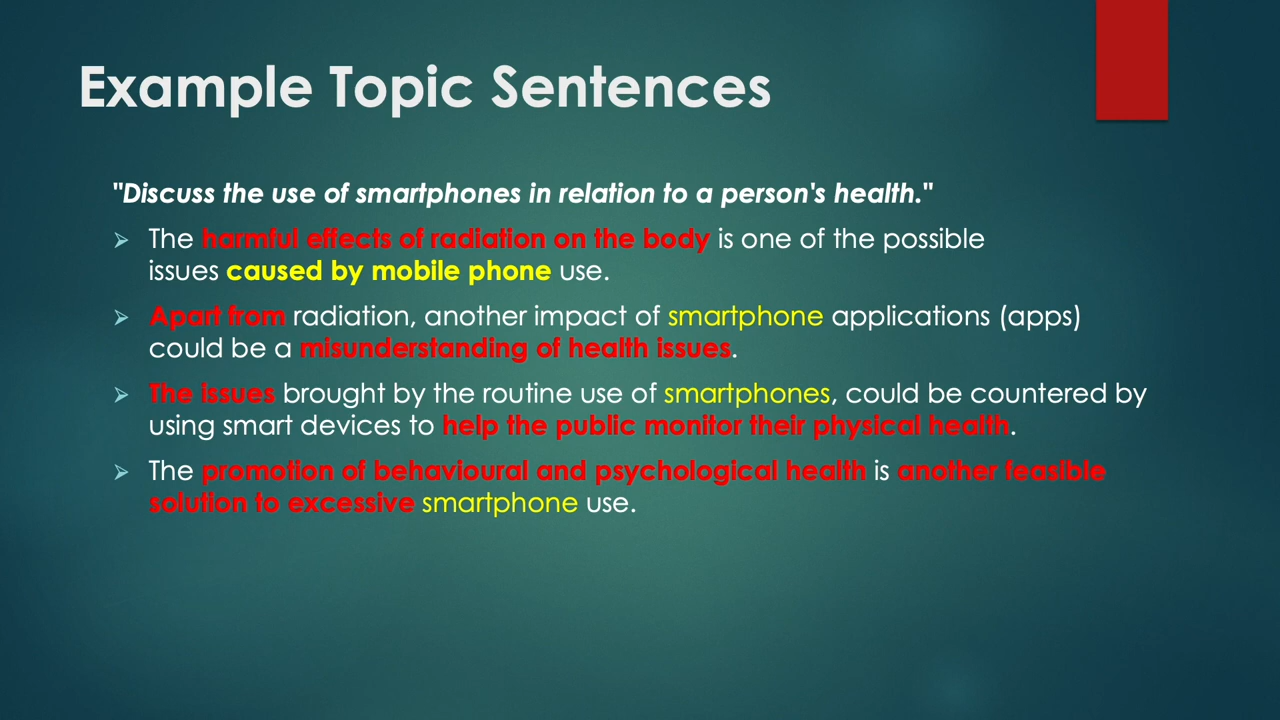 Example Topic Sentences
"Discuss the use of smartphones in relation to a person's health."
The harmful effects of radiation on the body is one of the possible
issues caused by mobile phone use.
Apart from radiation, another impact of smartphone applications (apps)
could be a misunderstanding of health issues.
The issues brought by the routine use of smartphones, could be countered by
using smart devices to help the public monitor their physical health.
The promotion of behavioural and psychological health is another feasible
solution to excessive smartphone use.